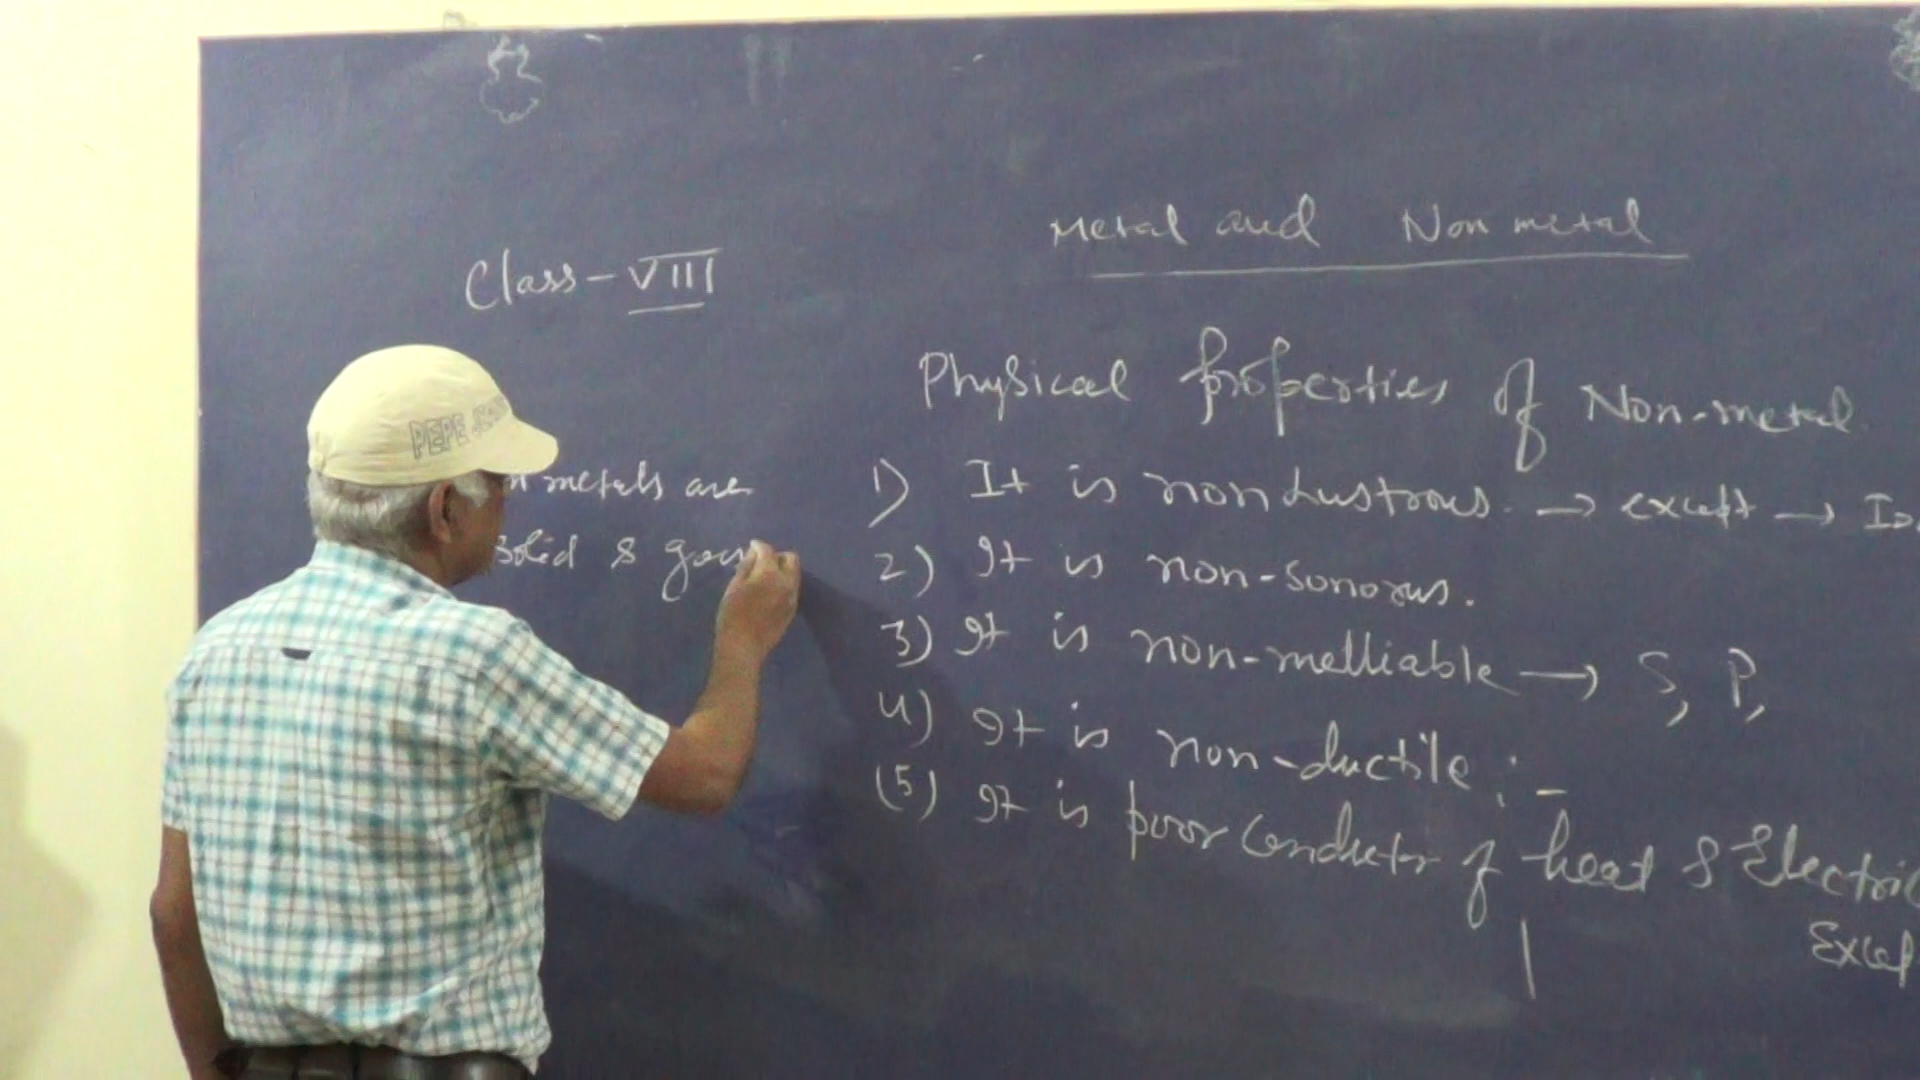 Metal and Non metal
Class - VIII
Physical properties of Non-metal
metals are
solid &
1) It is non Lustrous. → except →
2) It is non-sonorus.
3) It is non-melliable → S, P,
4) It is non-ductile :-
(5) It is poor Conductor of heat & Electric
Excep
PEPE